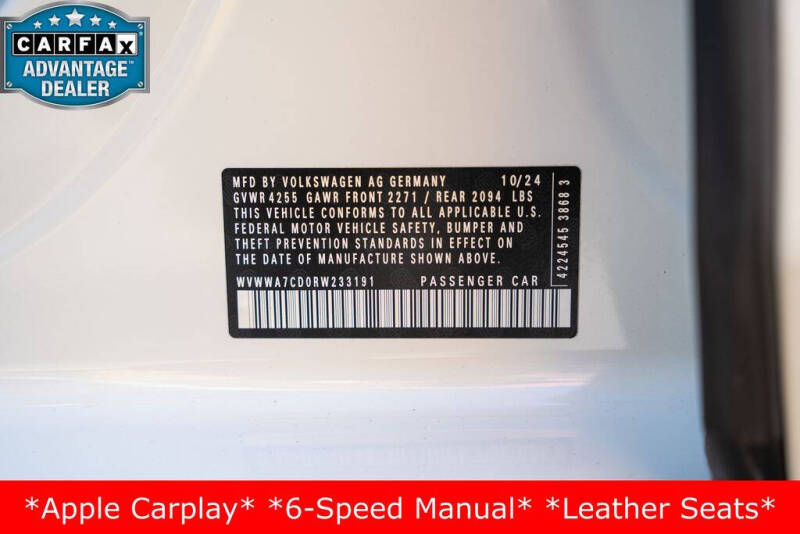 CARFAX
ADVANTAGE™
DEALER
MFD BY VOLKSWAGEN AG GERMANY 10/24
GVWR 4255 GAWR FRONT 2271 / REAR 2094 LBS
THIS VEHICLE CONFORMS TO ALL APPLICABLE U.S.
FEDERAL MOTOR VEHICLE SAFETY, BUMPER AND
THEFT PREVENTION STANDARDS IN EFFECT ON
THE DATE OF MANUFACTURE SHOWN ABOVE.
WVWWA7CD0RW233191 PASSENGER CAR
4224545 3868 3
*Apple Carplay* *6-Speed Manual* *Leather Seats*